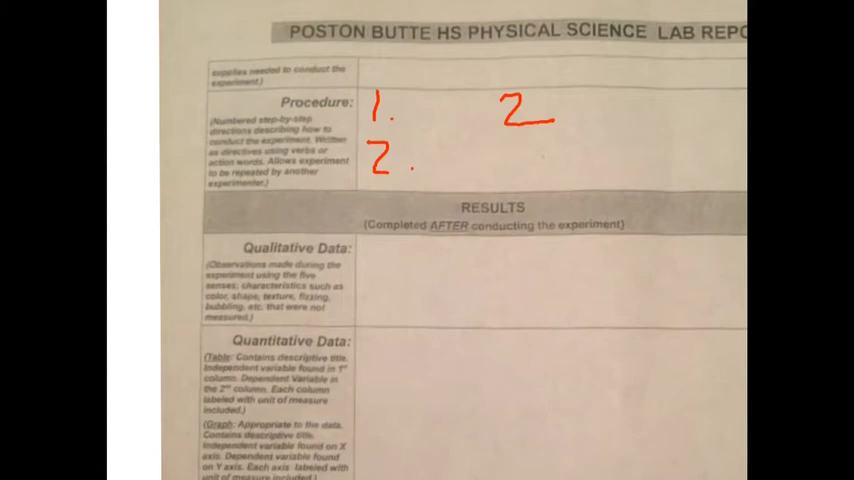 POSTON BUTTE HS PHYSICAL SCIENCE LAB REPO
supplies needed to conduct the
experiment.)
Procedure:
(Numbered step-by-step
directions describing how to
conduct the experiment. Written
as directives using verbs or
action words. Allows experiment
to be repeated by another
experimenter.)
1.
2
2.
RESULTS
(Completed AFTER conducting the experiment)
Qualitative Data:
(Observations made during the
experiment using the five
senses; characteristics such as
color, shape, texture, fizzing,
bubbling, etc. that were not
measured.)
Quantitative Data:
(Table: Contains descriptive title.
Independent variable found in 1st
column. Dependent Variable in
the 2nd column. Each column
labeled with unit of measure
included.)
(Graph: Appropriate to the data.
Contains descriptive title.
Independent variable found on X
axis. Dependent variable found
on Y axis. Each axis labeled with
unit of measure included.)